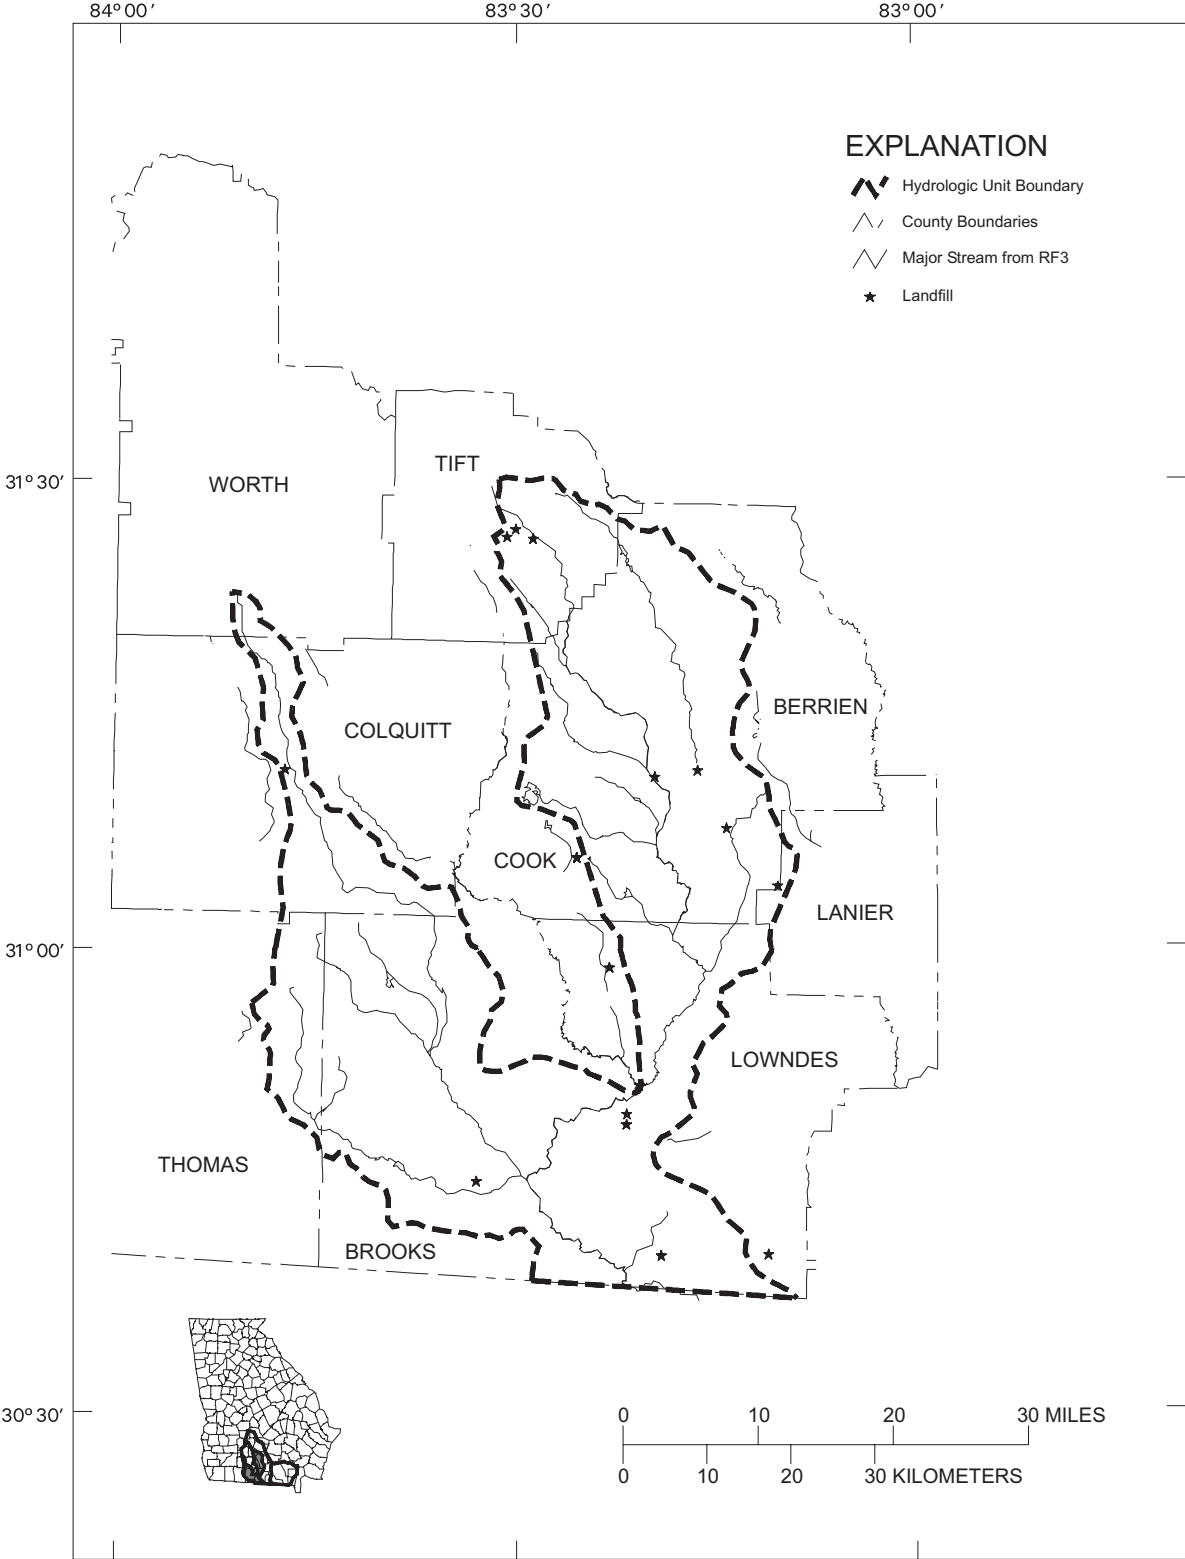 84°00′ 83°30′ 83°00′
EXPLANATION
Hydrologic Unit Boundary
County Boundaries
Major Stream from RF3
Landfill
TIFT
31°30′
WORTH
BERRIEN
COLQUITT
COOK
LANIER
31°00′
LOWNDES
THOMAS
BROOKS
30°30′
0 10 20 30 MILES
0 10 20 30 KILOMETERS